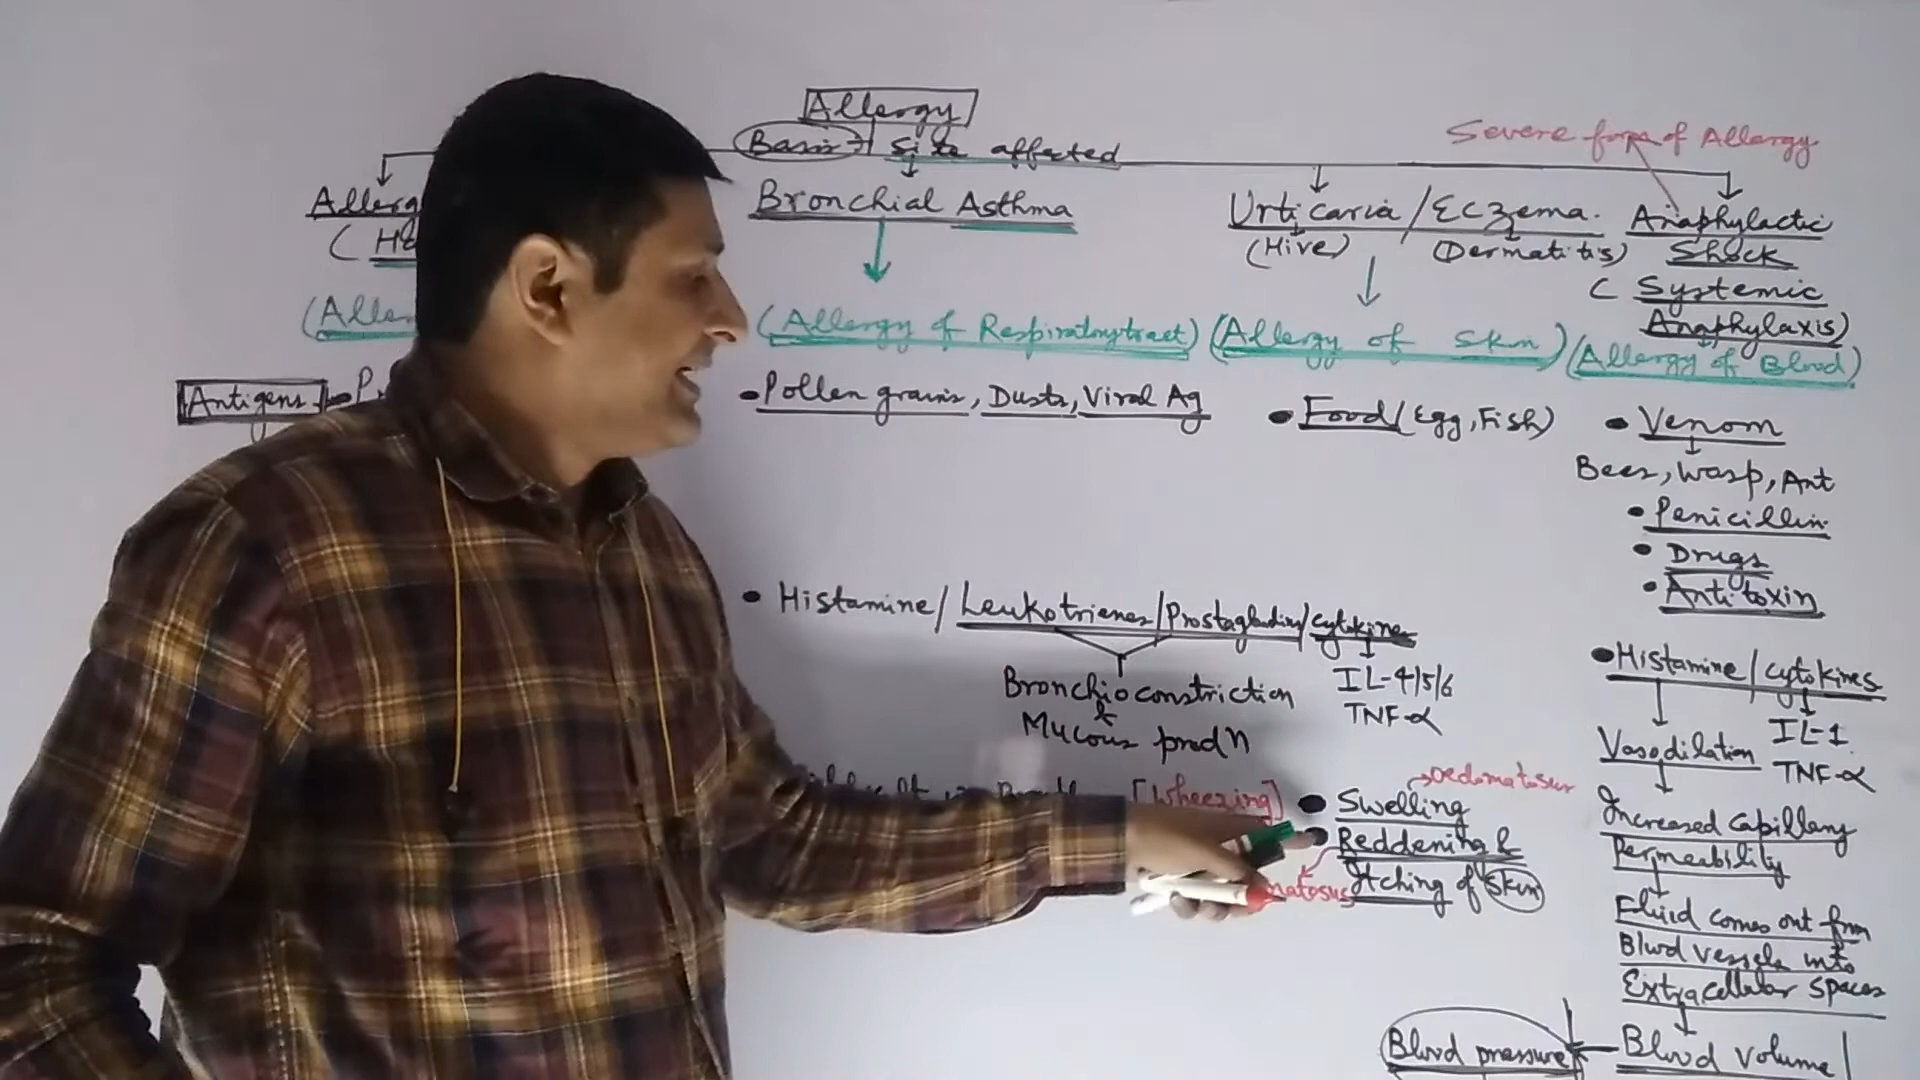 Allergy
Basis → Site affected
Severe form of Allergy
Bronchial Asthma
Urticaria / Eczema.
Anaphylactic
Shock
(Hive)
(Dermatitis)
( Systemic
Anaphylaxis)
(Allergy of Respiratory tract)
(Allergy of Skin)
(Allergy of Blood)
Antigens
• Pollen grains, Dusts, Viral Ag
• Food (Egg, Fish)
• Venom
Bees, Wasp, Ant
• Penicillin
• Drugs
• Antitoxin
• Histamine/Leukotrienes/Prostaglandins/cytokines
Bronchioconstriction
&
Mucous prodn
IL-4/5/6
TNF-α
• Histamine/cytokines
IL-1
TNF-α
Vasodilation
Increased capillary
Permeability
Fluid comes out from
Blood vessels into
Extracellular spaces
Blood volume
Blood pressure
[Wheezing]
• Swelling
Oedomatosus
• Reddening &
Itching of Skin